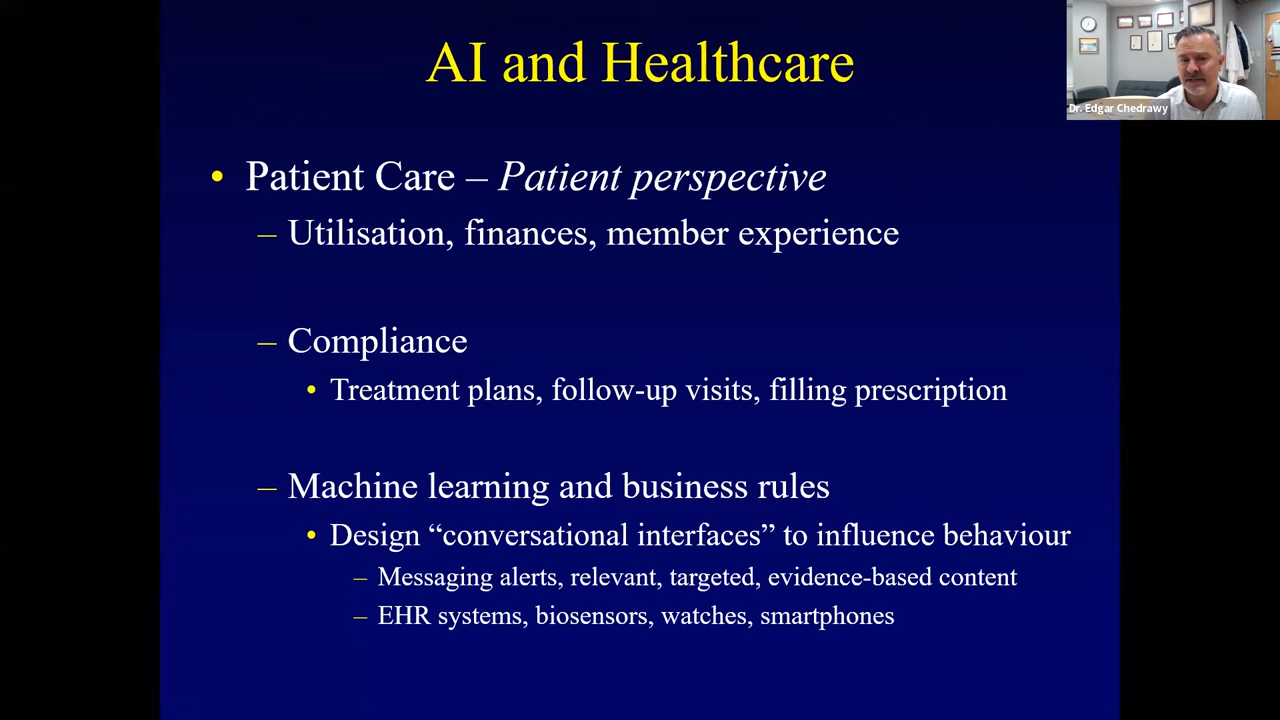 AI and Healthcare
Dr. Edgar Chedrawy
• Patient Care – Patient perspective
– Utilisation, finances, member experience
– Compliance
• Treatment plans, follow-up visits, filling prescription
– Machine learning and business rules
• Design “conversational interfaces” to influence behaviour
– Messaging alerts, relevant, targeted, evidence-based content
– EHR systems, biosensors, watches, smartphones